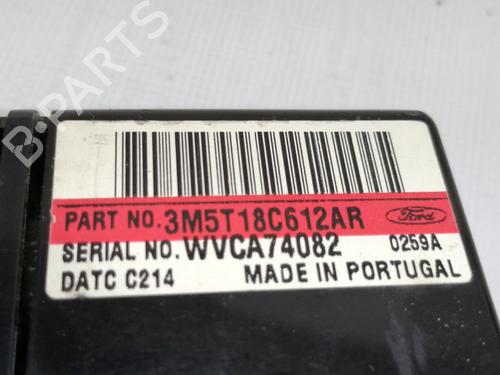 B-PARTS
PART NO. 3M5T18C612AR Ford
SERIAL NO. WVCA74082 0259A
DATC C214 MADE IN PORTUGAL